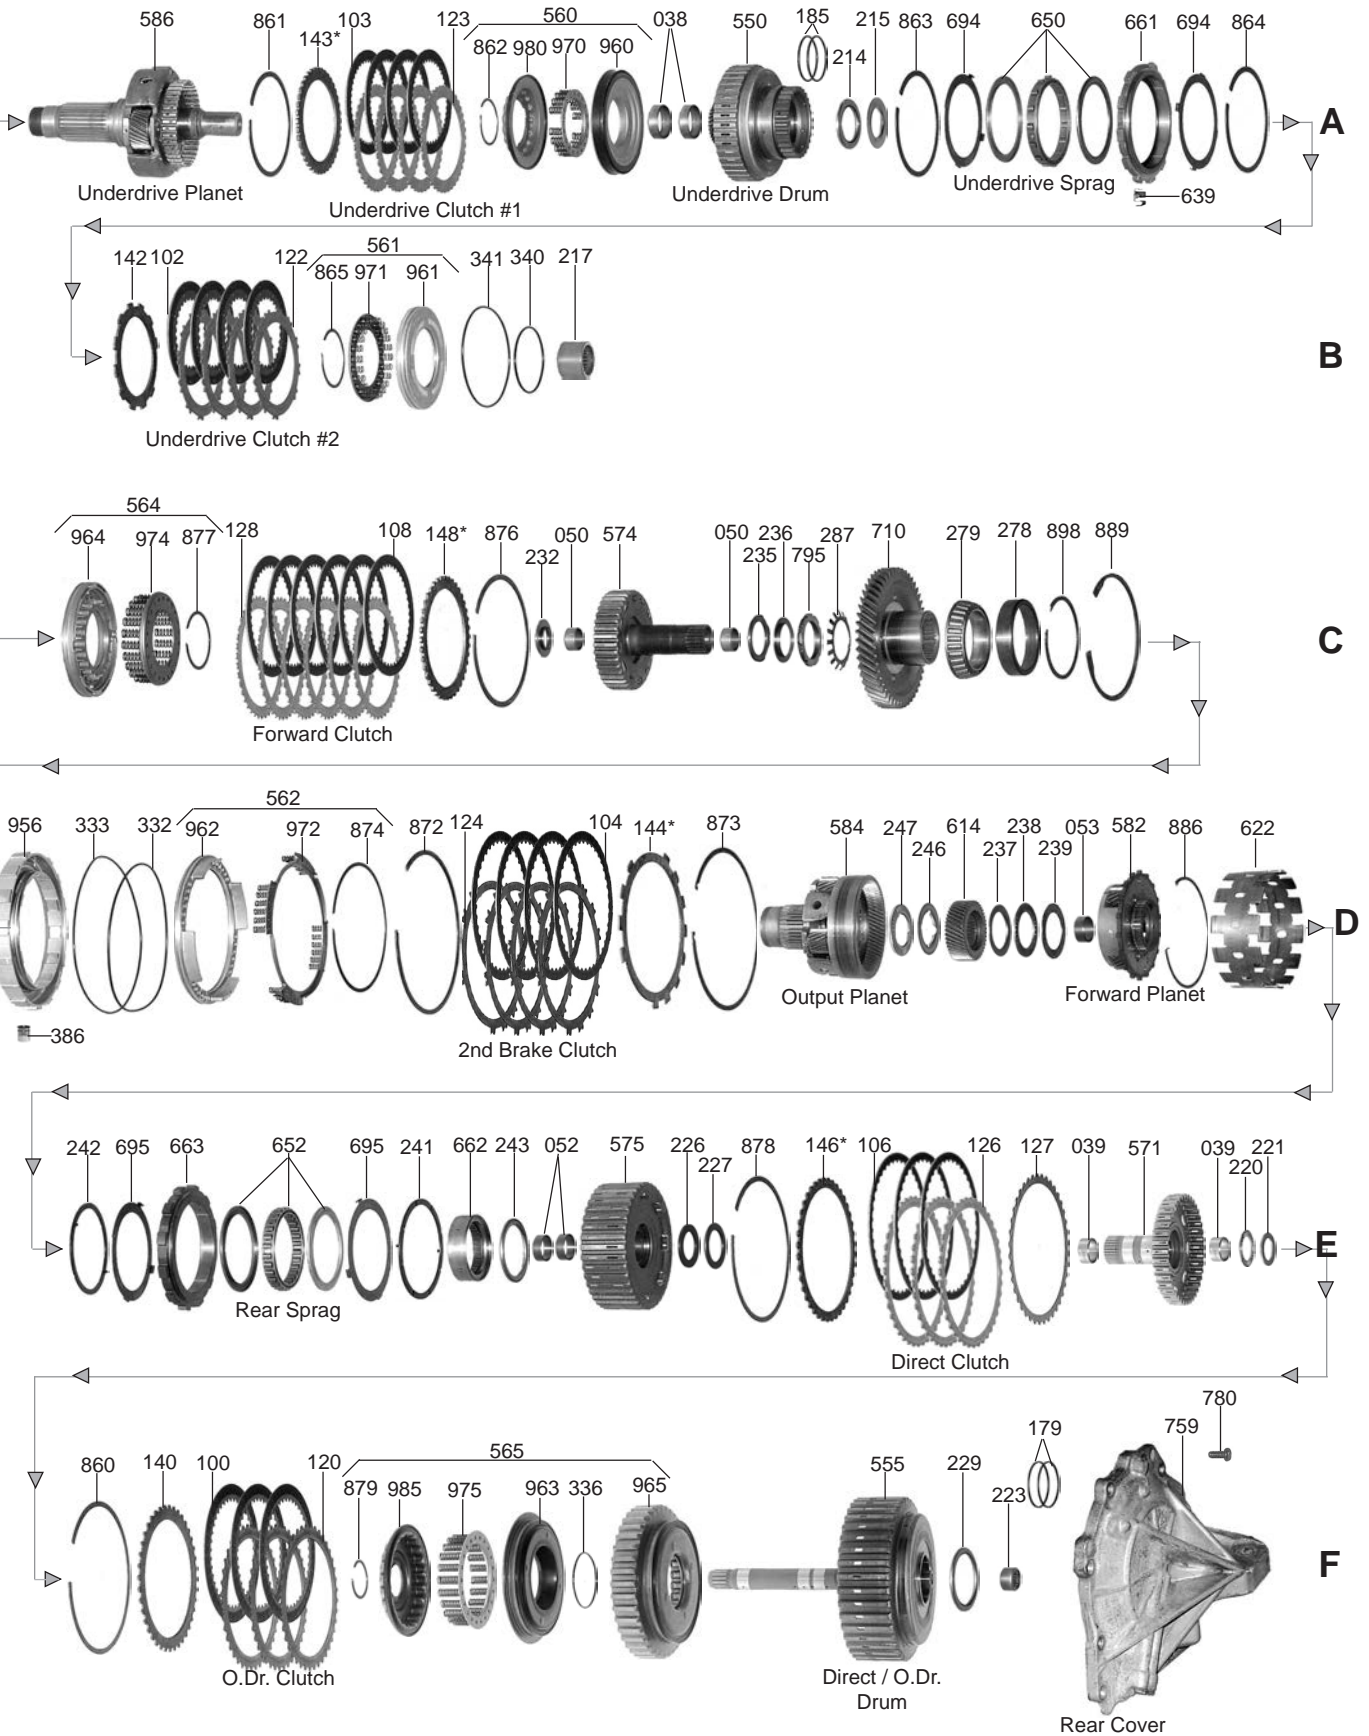 586 861 103 123 560 038 550 185 215 863 694 650 661 694 864
143* 862 980 970 960 214
A
639
Underdrive Planet Underdrive Clutch #1 Underdrive Drum Underdrive Sprag
142 102 122 561 341 340 217
865 971 961
B
Underdrive Clutch #2
564
964 974 877 128 108 148* 876 232 050 574 050 236 287 710 279 278 898 889
235 795
C
Forward Clutch
562
956 333 332 962 972 874 872 124 104 144* 873 584 247 614 238 053 582 886 622
246 237 239
D
386
Output Planet Forward Planet
2nd Brake Clutch
242 695 663 652 695 241 662 243 052 575 226 878 146* 106 126 127 039 571 039 221
227 220
E
Rear Sprag
Direct Clutch
780
179 759
860 140 100 120 565 555 229
879 985 975 963 336 965 223
F
O.Dr. Clutch Direct / O.Dr.
Drum
Rear Cover